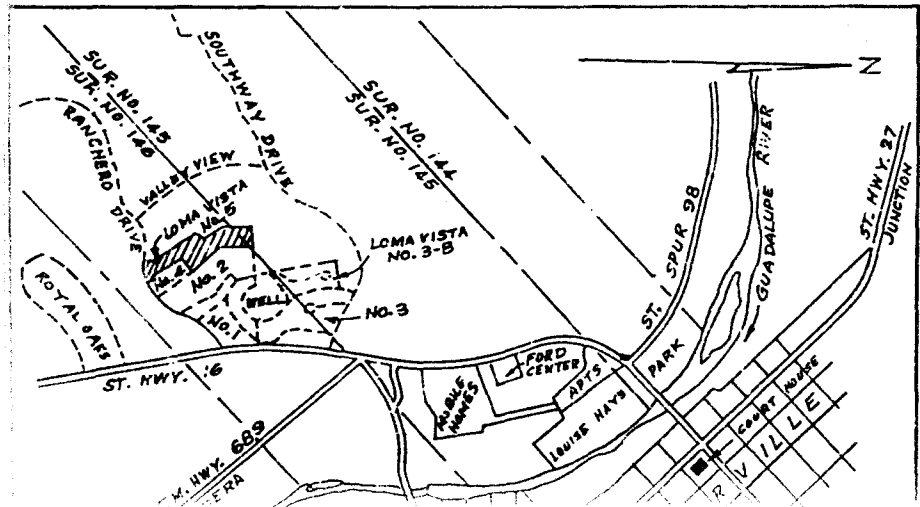 SUR. NO. 145
SUR. NO. 146
SOUTHWAY DRIVE
SUR. NO. 144
SUR. NO. 145
N
ST. HWY. 27
JUNCTION
GUADALUPE RIVER
ST. SPUR 98
RANCHERO
DRIVE
VALLEY VIEW
LOMA VISTA
No. 5
No. 4
No. 2
No. 1
WELL
LOMA VISTA
NO. 3-B
NO. 3
ROYAL OAKS
ST. HWY. 16
FORD
CENTER
MOBILE
HOMES
APTS
LOUISE HAYS
PARK
COURT HOUSE
RVILLE
HWY. 689
ERA